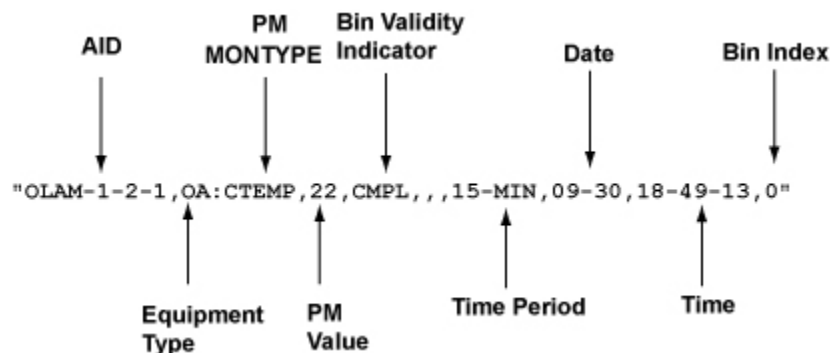 AID
PM
MONTYPE
Bin Validity
Indicator
Date
Bin Index
"OLAM-1-2-1,OA:CTEMP,22,CMPL,,,15-MIN,09-30,18-49-13,0"
Equipment
Type
PM
Value
Time Period
Time